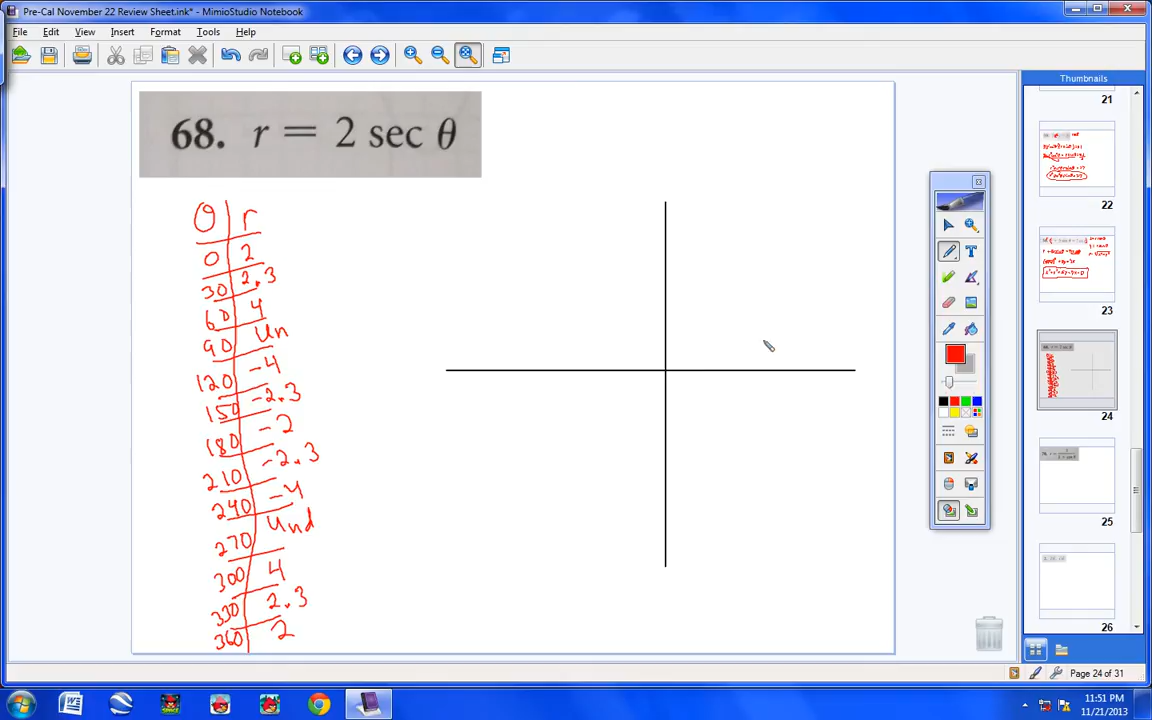 Pre-Cal November 22 Review Sheet.ink* - MimioStudio Notebook
File Edit View Insert Format Tools Help
68. r = 2 sec θ
θ r
0 2
30 2.3
60 4
90 Un
120 -4
150 -2.3
180 -2
210 -2.3
240 -4
270 Und
300 4
330 2.3
360 2
T
Thumbnails
21
22
23
24
25
26
Page 24 of 31
11:51 PM
11/21/2013